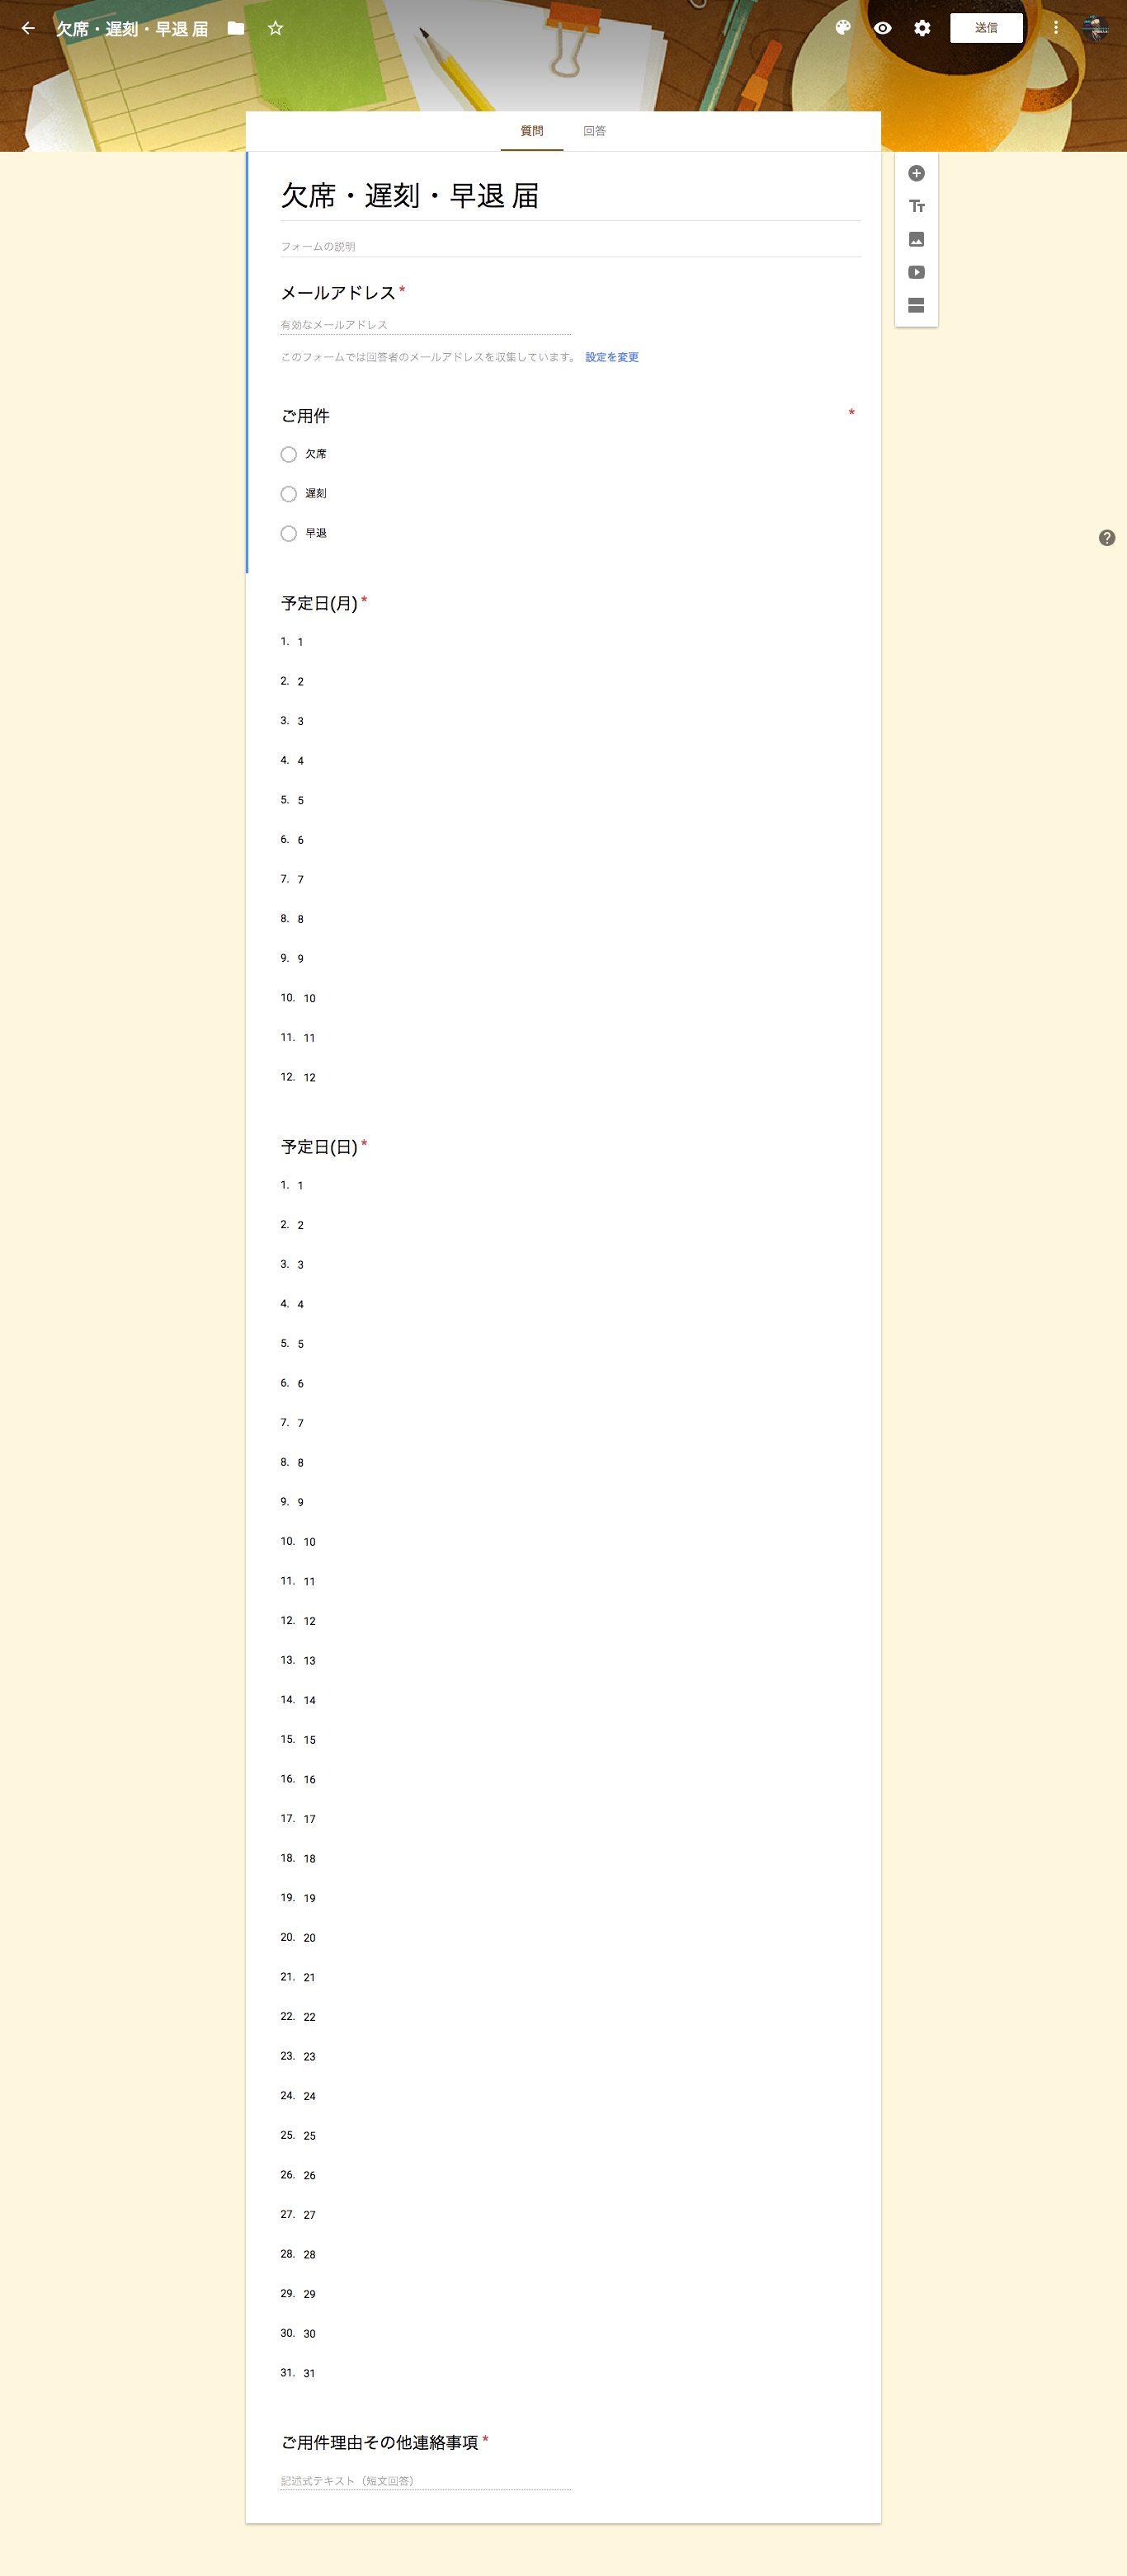 欠席・遅刻・早退 届
送信
質問 回答
欠席・遅刻・早退 届
フォームの説明
メールアドレス*
有効なメールアドレス
このフォームでは回答者のメールアドレスを収集しています。 設定を変更
ご用件 *
欠席
遅刻
早退
予定日(月)*
1. 1
2. 2
3. 3
4. 4
5. 5
6. 6
7. 7
8. 8
9. 9
10. 10
11. 11
12. 12
予定日(日)*
1. 1
2. 2
3. 3
4. 4
5. 5
6. 6
7. 7
8. 8
9. 9
10. 10
11. 11
12. 12
13. 13
14. 14
15. 15
16. 16
17. 17
18. 18
19. 19
20. 20
21. 21
22. 22
23. 23
24. 24
25. 25
26. 26
27. 27
28. 28
29. 29
30. 30
31. 31
ご用件理由その他連絡事項*
記述式テキスト（短文回答）